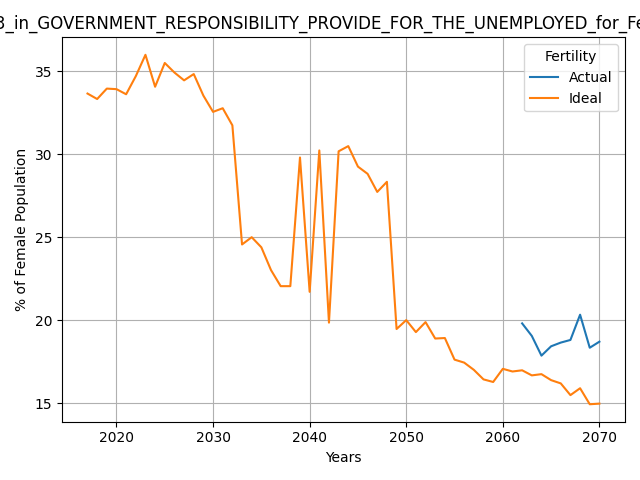 3_in_GOVERNMENT_RESPONSIBILITY_PROVIDE_FOR_THE_UNEMPLOYED_for_Fe
Fertility
Actual
Ideal
35
30
25
20
15
% of Female Population
2020
2030
2040
2050
2060
2070
Years